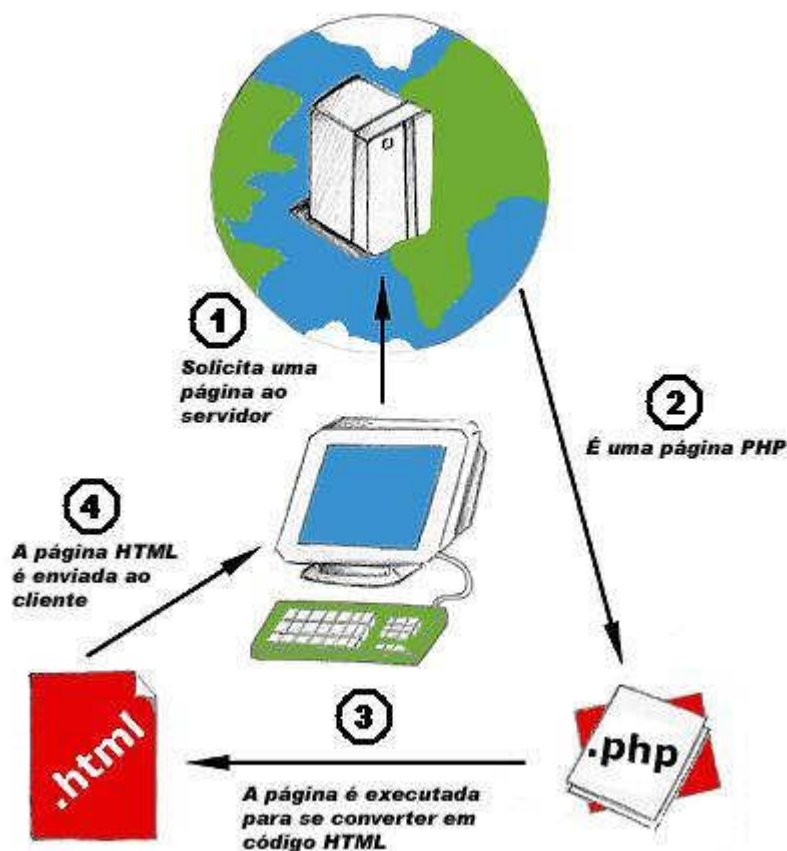 1
Solicita uma
página ao
servidor
2
É uma página PHP
.php
3
A página é executada
para se converter em
código HTML
.html
4
A página HTML
é enviada ao
cliente